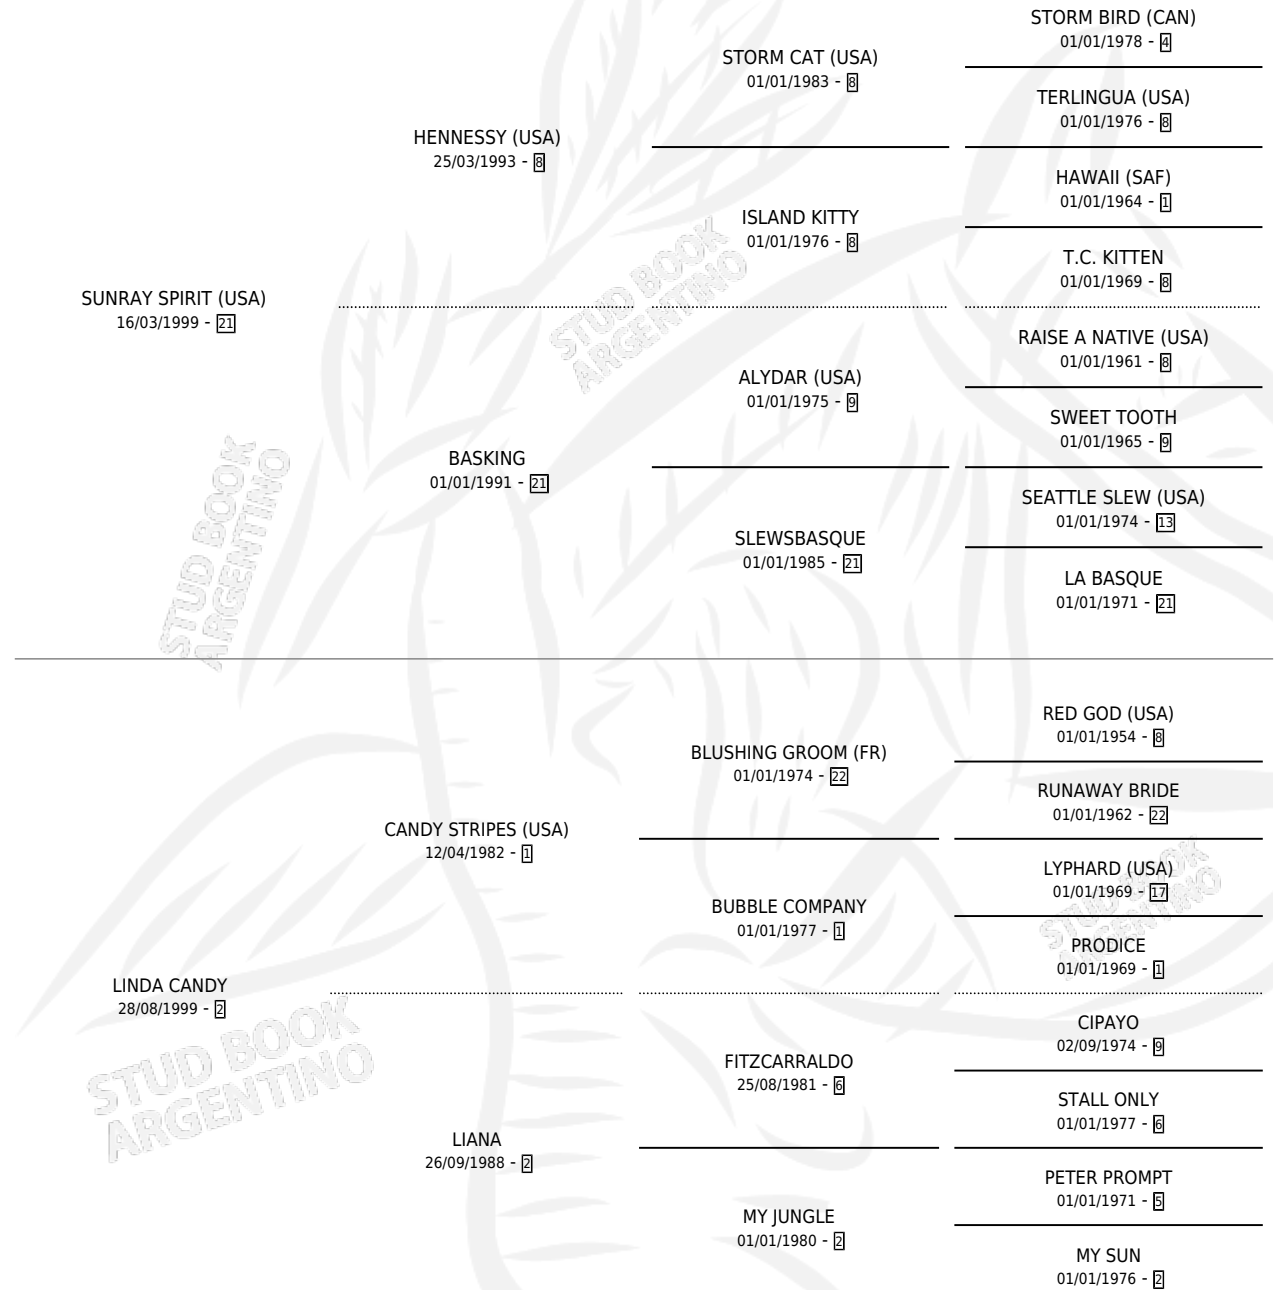 STORM BIRD (CAN)
01/01/1978 - 4
STORM CAT (USA)
01/01/1983 - 8
TERLINGUA (USA)
01/01/1976 - 8
HENNESSY (USA)
25/03/1993 - 8
HAWAII (SAF)
01/01/1964 - 1
ISLAND KITTY
01/01/1976 - 8
T.C. KITTEN
01/01/1969 - 8
SUNRAY SPIRIT (USA)
16/03/1999 - 21
RAISE A NATIVE (USA)
01/01/1961 - 8
ALYDAR (USA)
01/01/1975 - 9
SWEET TOOTH
01/01/1965 - 9
BASKING
01/01/1991 - 21
SEATTLE SLEW (USA)
01/01/1974 - 13
SLEWSBASQUE
01/01/1985 - 21
LA BASQUE
01/01/1971 - 21
RED GOD (USA)
01/01/1954 - 8
BLUSHING GROOM (FR)
01/01/1974 - 22
RUNAWAY BRIDE
01/01/1962 - 22
CANDY STRIPES (USA)
12/04/1982 - 1
LYPHARD (USA)
01/01/1969 - 17
BUBBLE COMPANY
01/01/1977 - 1
PRODICE
01/01/1969 - 1
LINDA CANDY
28/08/1999 - 2
CIPAYO
02/09/1974 - 9
FITZCARRALDO
25/08/1981 - 6
STALL ONLY
01/01/1977 - 6
LIANA
26/09/1988 - 2
PETER PROMPT
01/01/1971 - 5
MY JUNGLE
01/01/1980 - 2
MY SUN
01/01/1976 - 2
STUD BOOK
ARGENTINO
STUD BOOK
ARGENTINO
STUD BOOK
ARGENTINO
STUD BOOK
ARGENTINO